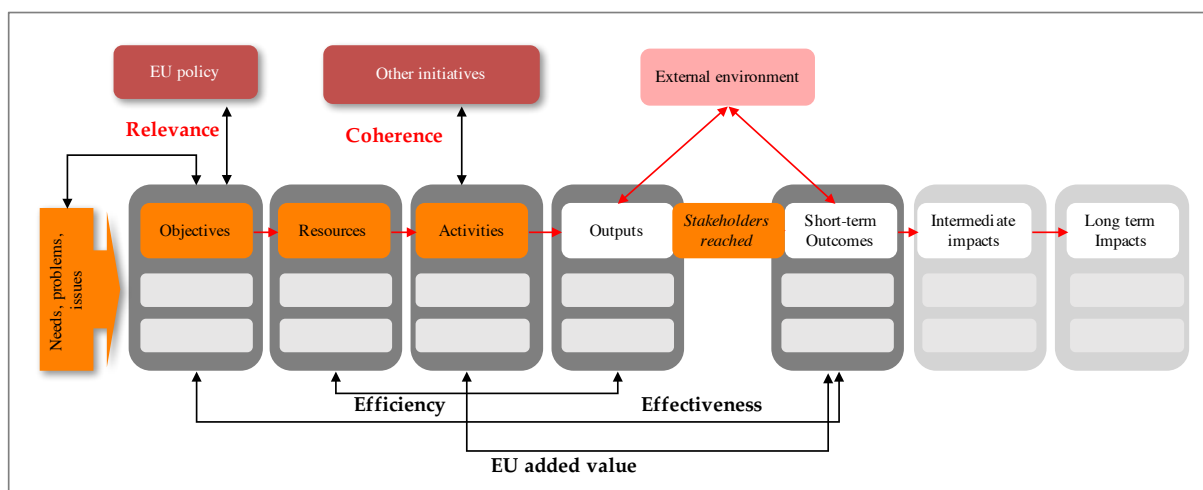 EU policy
Other initiatives
External environment
Relevance
Coherence
Needs, problems,
issues
Objectives
Resources
Activities
Outputs
Stakeholders
reached
Short-term
Outcomes
Intermediate
impacts
Long term
Impacts
Efficiency
Effectiveness
EU added value